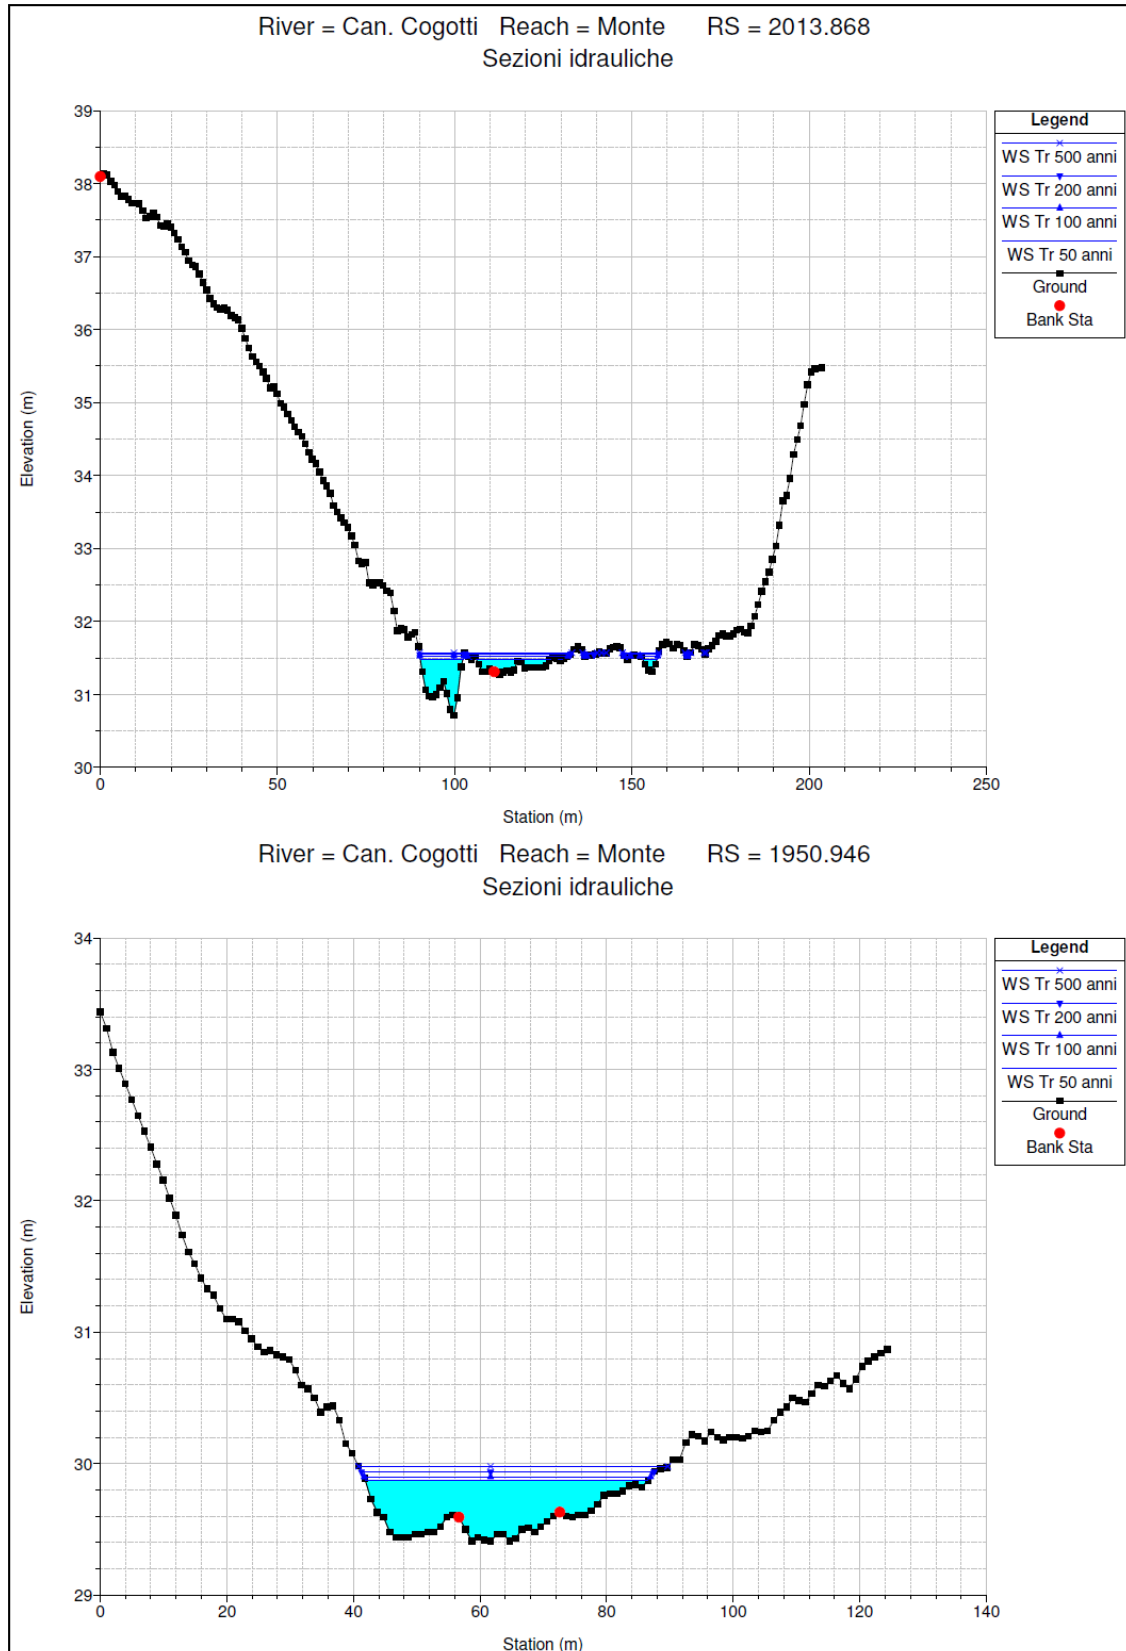 River = Can. Cogotti   Reach = Monte      RS = 2013.868
Sezioni idrauliche
39
38
37
36
35
34
33
32
31
30
Elevation (m)
0
50
100
150
200
250
Station (m)
Legend
WS Tr 500 anni
WS Tr 200 anni
WS Tr 100 anni
WS Tr 50 anni
Ground
Bank Sta
River = Can. Cogotti   Reach = Monte      RS = 1950.946
Sezioni idrauliche
34
33
32
31
30
29
Elevation (m)
0
20
40
60
80
100
120
140
Station (m)
Legend
WS Tr 500 anni
WS Tr 200 anni
WS Tr 100 anni
WS Tr 50 anni
Ground
Bank Sta